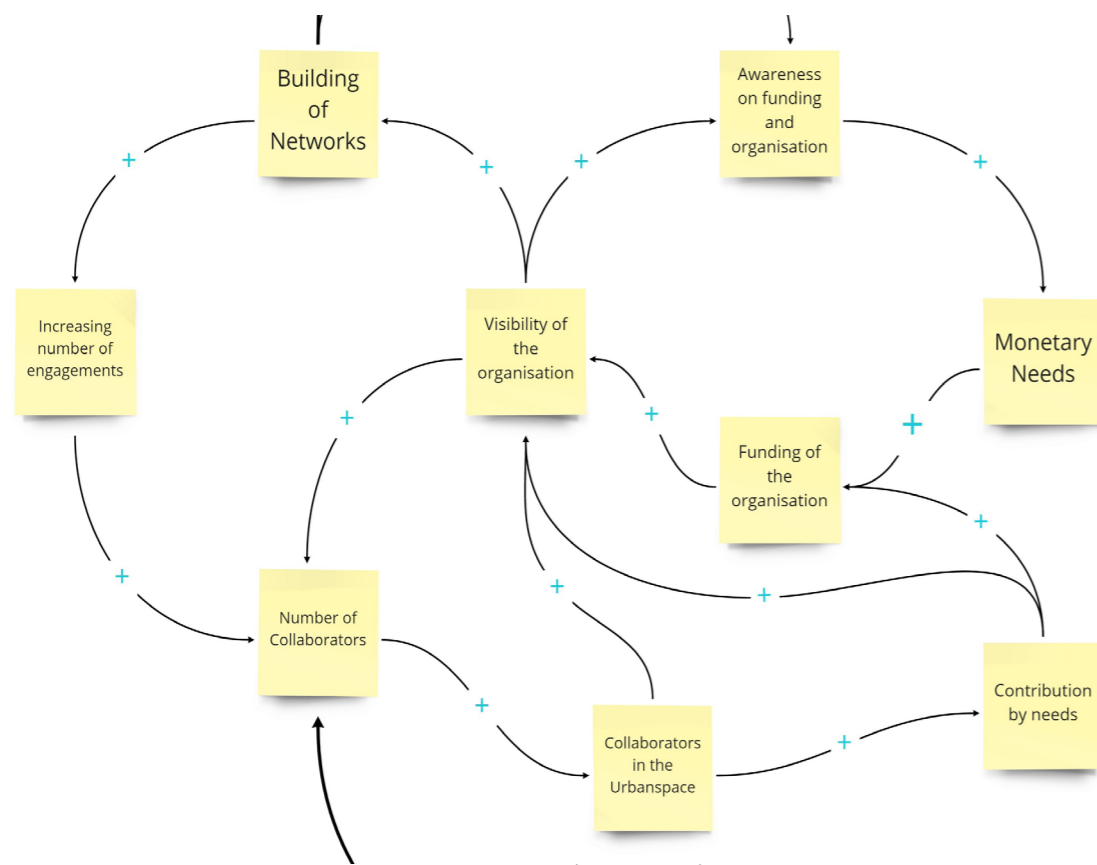 Building
of
Networks
Awareness
on funding
and
organisation
+
+
+
+
Increasing
number of
engagements
Visibility of
the
organisation
Monetary
Needs
+
+
+
Funding of
the
organisation
+
+
+
+
Number of
Collaborators
Contribution
by needs
+
Collaborators
in the
Urbanspace
+